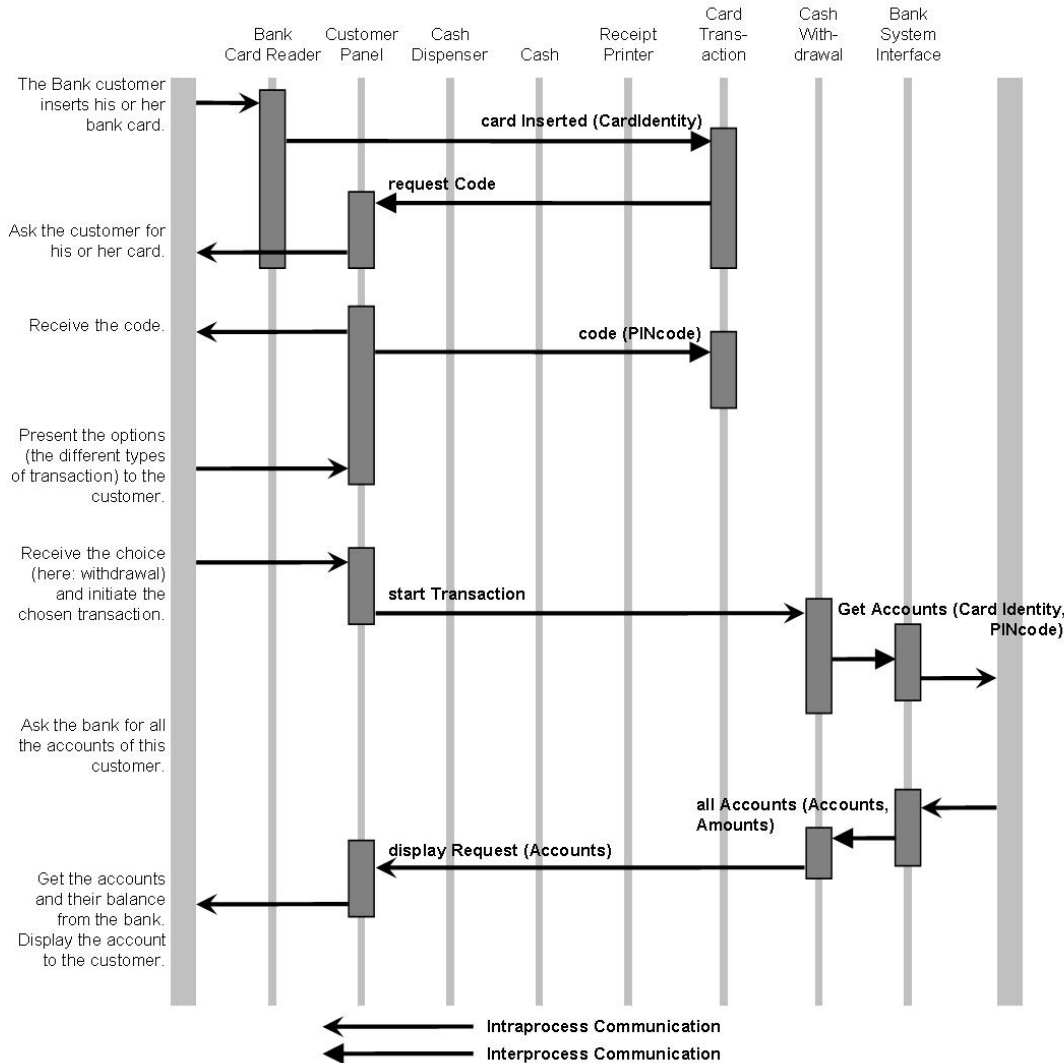 Bank
Card Reader
Customer
Panel
Cash
Dispenser
Cash
Receipt
Printer
Card
Trans-
action
Cash
With-
drawal
Bank
System
Interface
The Bank customer
inserts his or her
bank card.
card Inserted (CardIdentity)
request Code
Ask the customer for
his or her card.
Receive the code.
code (PINcode)
Present the options
(the different types
of transaction) to the
customer.
Receive the choice
(here: withdrawal)
and initiate the
chosen transaction.
start Transaction
Get Accounts (Card Identity,
PINcode)
Ask the bank for all
the accounts of this
customer.
all Accounts (Accounts,
Amounts)
display Request (Accounts)
Get the accounts
and their balance
from the bank.
Display the account
to the customer.
Intraprocess Communication
Interprocess Communication